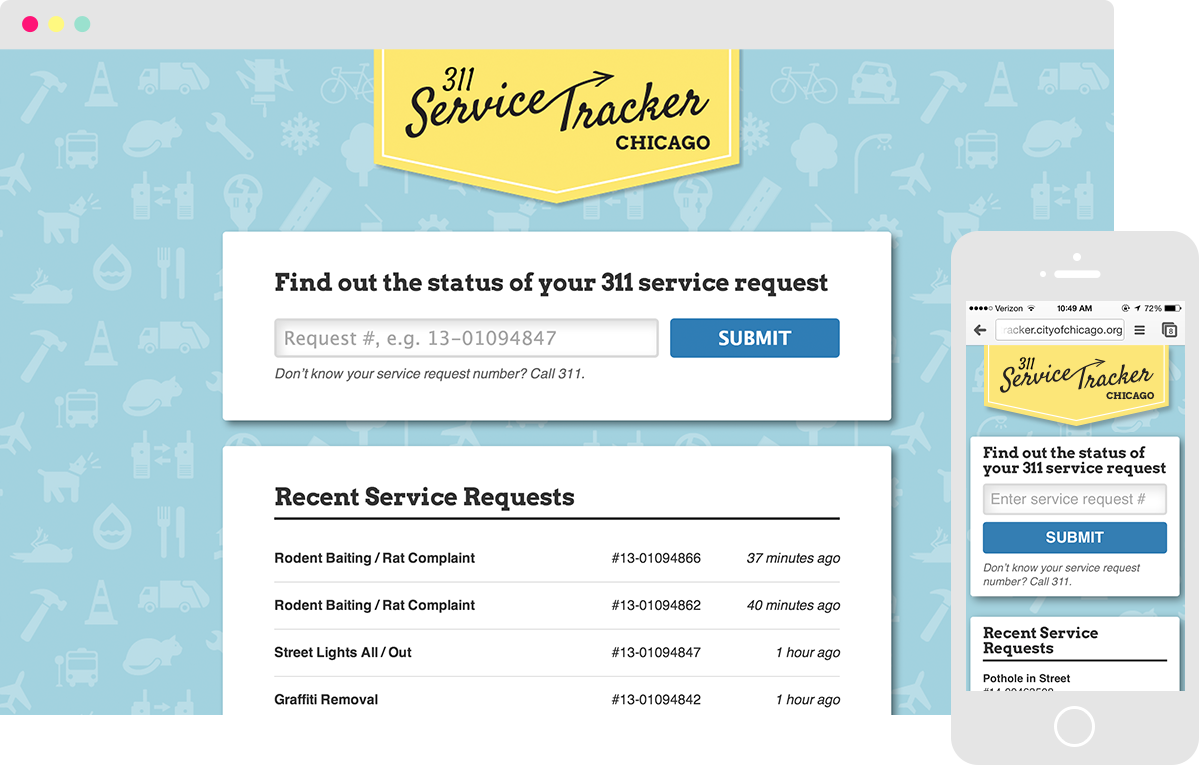 311
Service Tracker
CHICAGO
Find out the status of your 311 service request
Request #, e.g. 13-01094847
SUBMIT
Don't know your service request number? Call 311.
Recent Service Requests
Rodent Baiting / Rat Complaint #13-01094866 37 minutes ago
Rodent Baiting / Rat Complaint #13-01094862 40 minutes ago
Street Lights All / Out #13-01094847 1 hour ago
Graffiti Removal #13-01094842 1 hour ago
Verizon 10:49 AM 72%
racker.cityofchicago.org 8
311
Service Tracker
CHICAGO
Find out the status of
your 311 service request
Enter service request #
SUBMIT
Don't know your service request
number? Call 311.
Recent Service
Requests
Pothole in Street